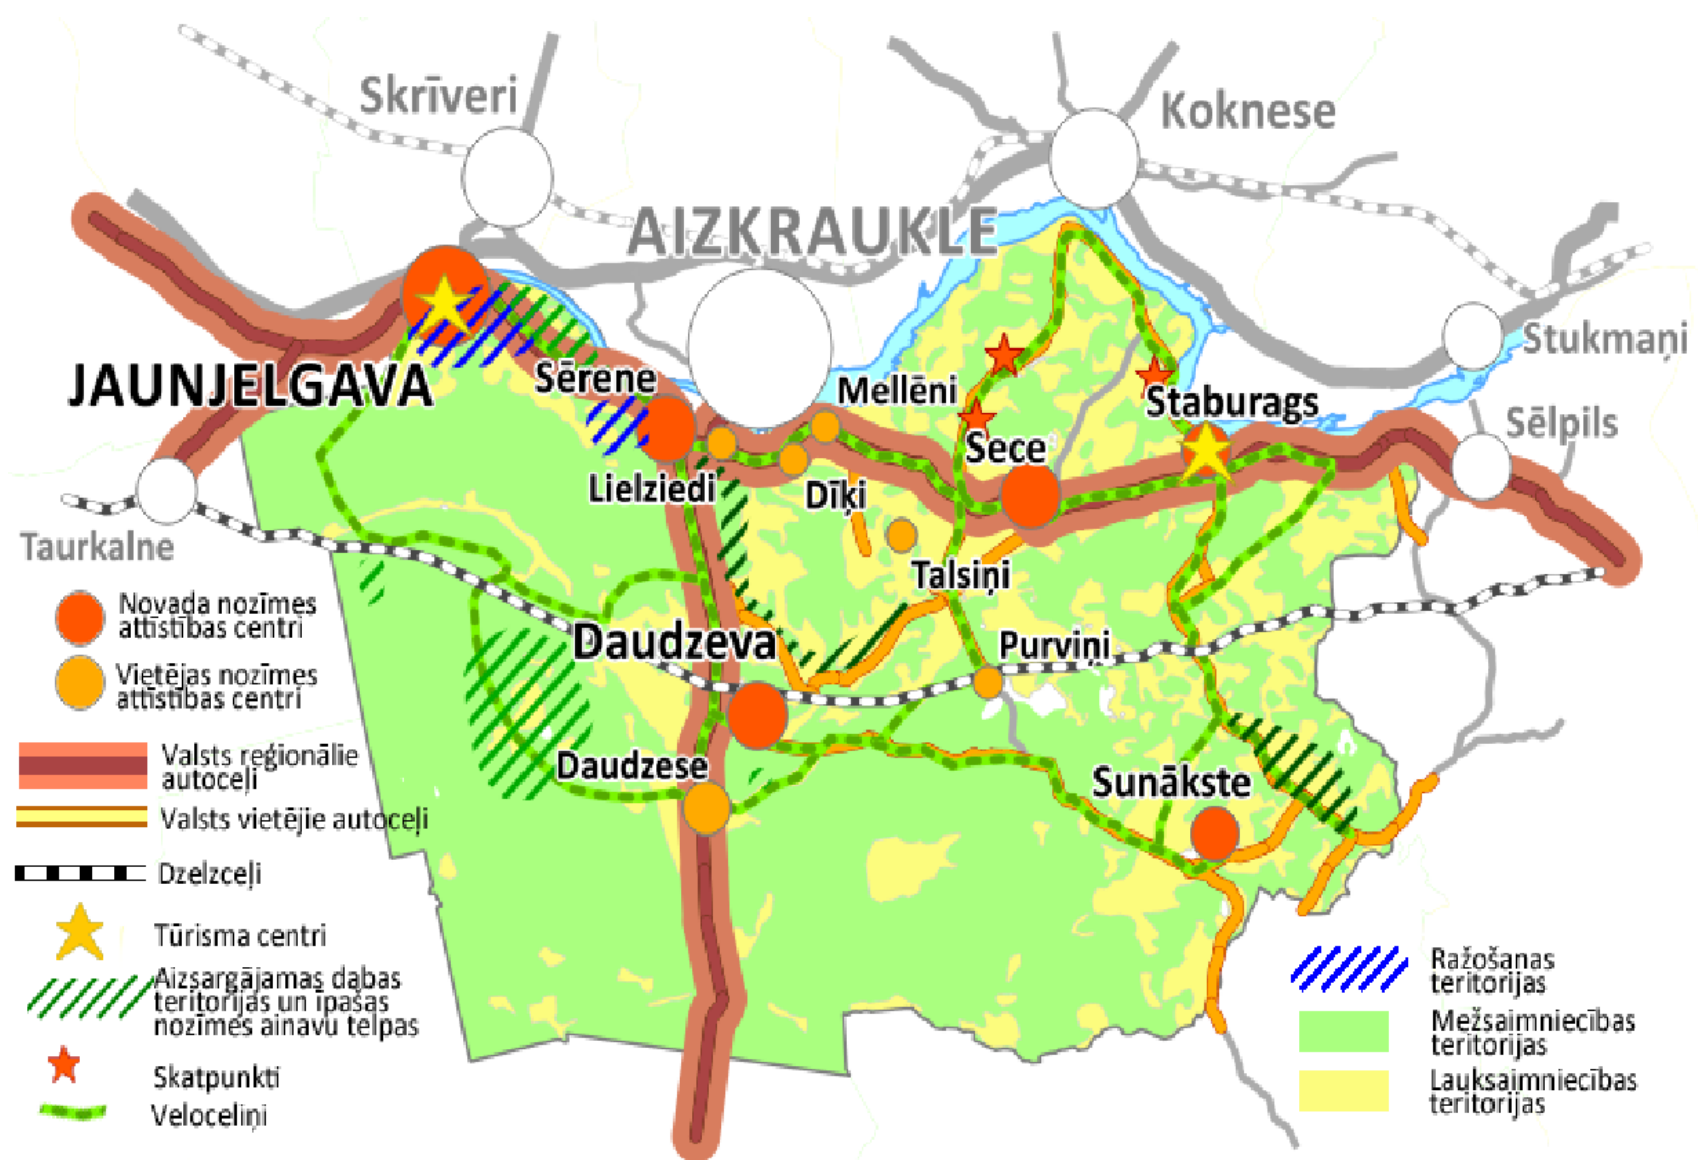 Skrīveri
Koknese
AIZKRAUKLE
Stukmaņi
JAUNJELGAVA
Sērene
Mellēni
Staburags
Sēlpils
Sece
Lielziedi
Dīķi
Taurkalne
Talsiņi
Daudzeva
Purviņi
Daudzese
Sunākste
Novada nozīmes
attīstības centri
Vietējas nozīmes
attīstības centri
Valsts reģionālie
autoceļi
Valsts vietējie autoceļi
Dzelzceļi
Tūrisma centri
Aizsargājamas dabas
teritorijas un īpašas
nozīmes ainavu telpas
Skatpunkti
Veloceliņi
Ražošanas
teritorijas
Mežsaimniecības
teritorijas
Lauksaimniecības
teritorijas